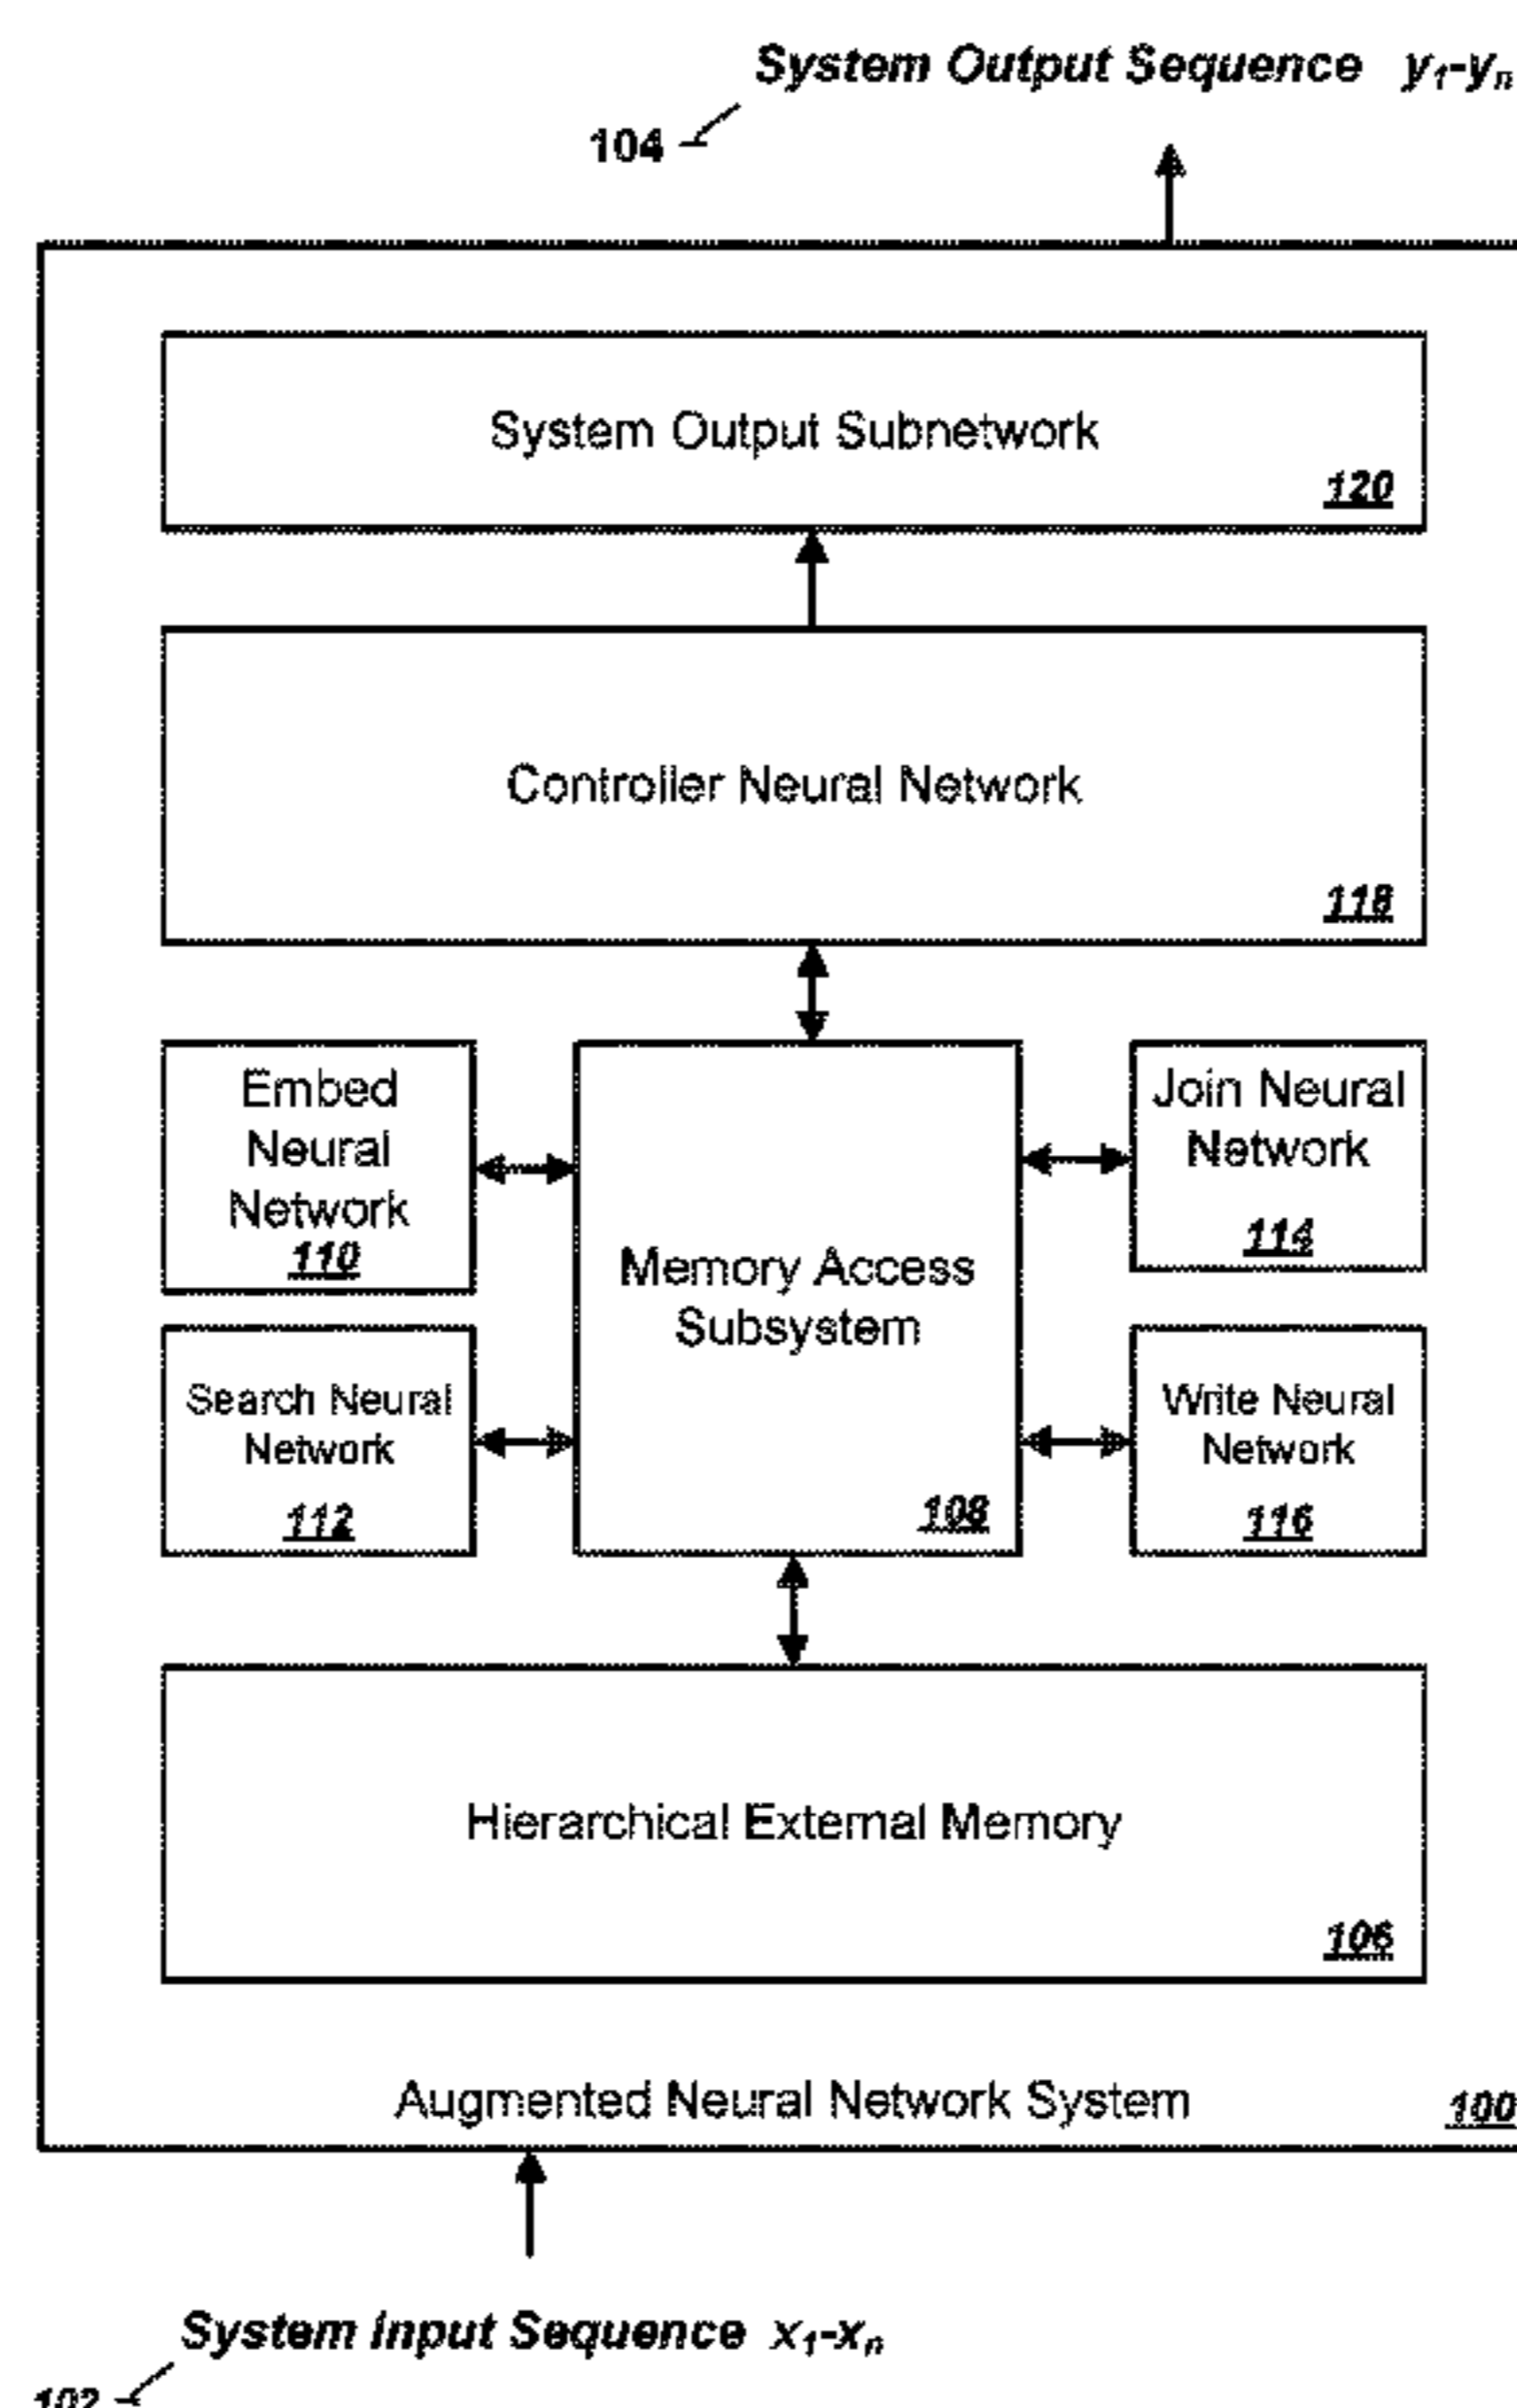 System Output Sequence y1-yn
104
System Output Subnetwork
120
Controller Neural Network
118
Embed
Neural
Network
110
Join Neural
Network
114
Memory Access
Subsystem
108
Search Neural
Network
112
Write Neural
Network
116
Hierarchical External Memory
106
Augmented Neural Network System
100
System Input Sequence x1-xn
102